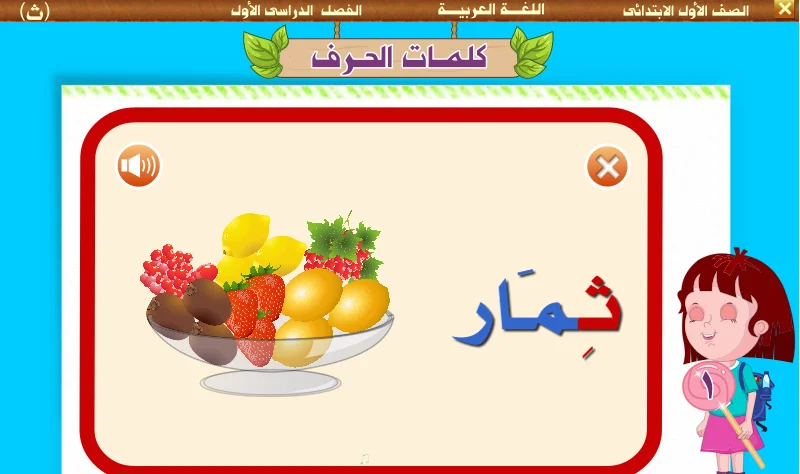 الصف الأول الابتدائى
اللغة العربية
الفصل الدراسى الأول
(ث)
كلمات الحرف
ثِمَار
١